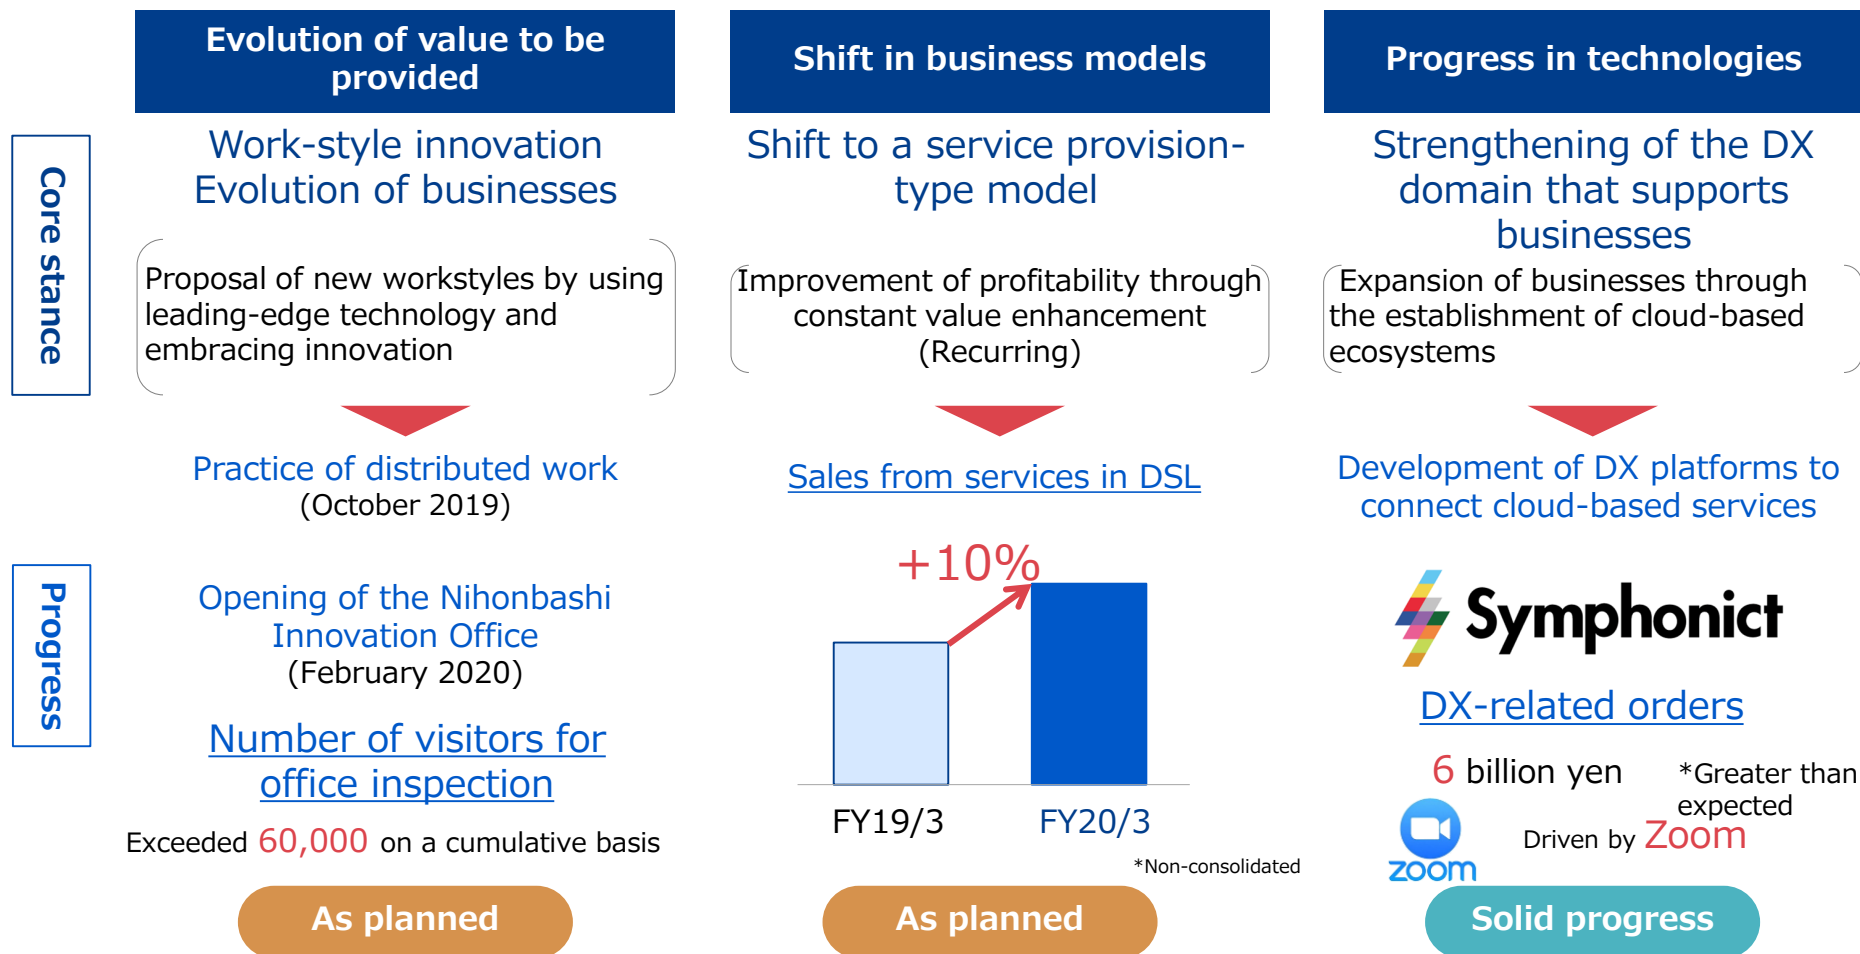 Evolution of value to be
provided
Shift in business models
Progress in technologies
Core stance
Work-style innovation
Evolution of businesses
Proposal of new workstyles by using
leading-edge technology and
embracing innovation
Shift to a service provision-
type model
Improvement of profitability through
constant value enhancement
(Recurring)
Strengthening of the DX
domain that supports
businesses
Expansion of businesses through
the establishment of cloud-based
ecosystems
Progress
Practice of distributed work
(October 2019)
Opening of the Nihonbashi
Innovation Office
(February 2020)
Number of visitors for
office inspection
Exceeded 60,000 on a cumulative basis
As planned
Sales from services in DSL
+10%
FY19/3
FY20/3
*Non-consolidated
As planned
Development of DX platforms to
connect cloud-based services
Symphonict
DX-related orders
6 billion yen
*Greater than
expected
zoom
Driven by Zoom
Solid progress